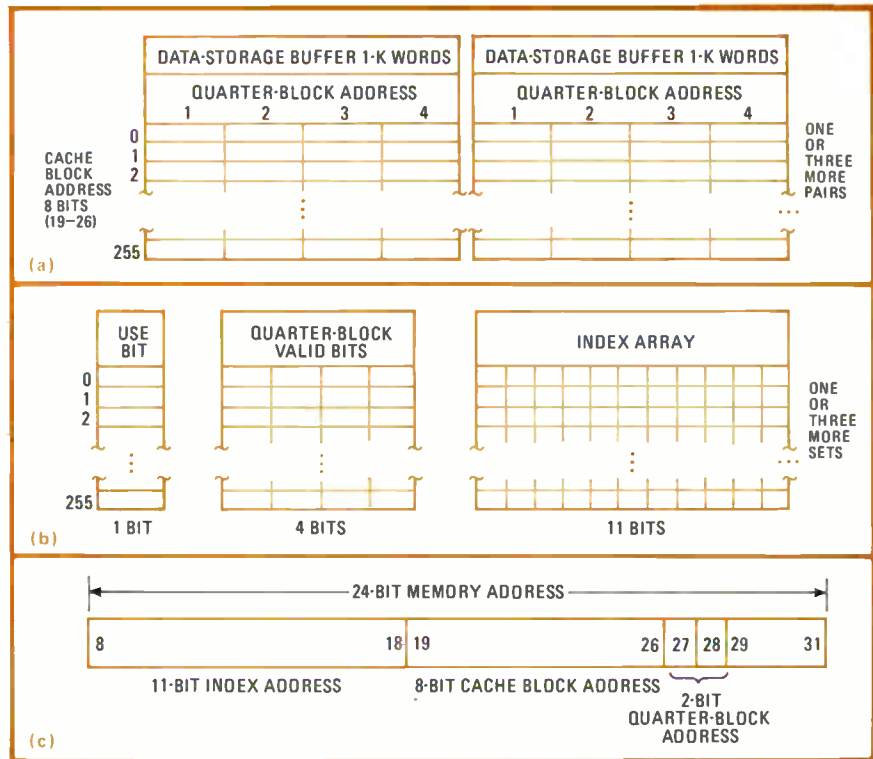 DATA-STORAGE BUFFER 1-K WORDS
DATA-STORAGE BUFFER 1-K WORDS
QUARTER-BLOCK ADDRESS
QUARTER-BLOCK ADDRESS
1 2 3 4
1 2 3 4
CACHE
BLOCK
ADDRESS
8 BITS
(19-26)
0
1
2
255
ONE
OR
THREE
MORE
PAIRS
(a)
USE
BIT
QUARTER-BLOCK
VALID BITS
INDEX ARRAY
0
1
2
255
ONE
OR
THREE
MORE
SETS
1 BIT
4 BITS
11 BITS
(b)
24-BIT MEMORY ADDRESS
8 18 19 26 27 28 29 31
11-BIT INDEX ADDRESS
8-BIT CACHE BLOCK ADDRESS
2-BIT
QUARTER-BLOCK
ADDRESS
(c)